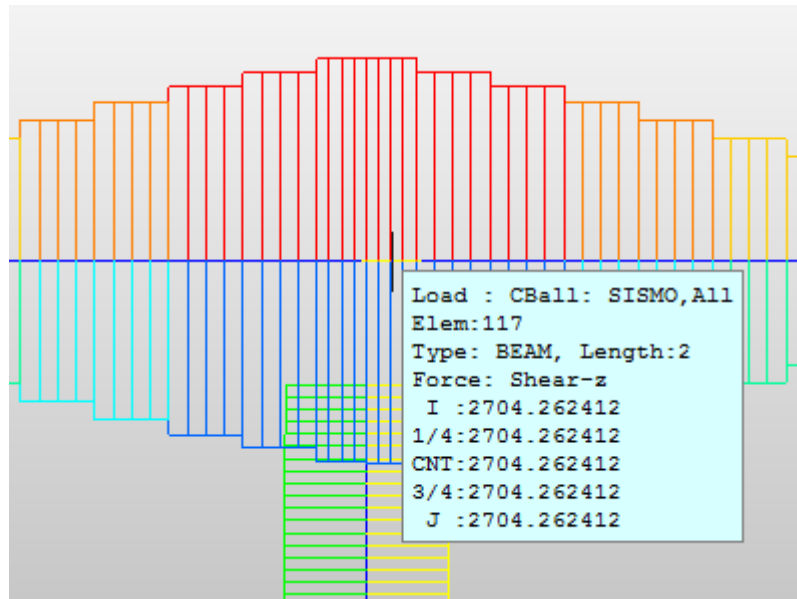 Load : CBall: SISMO,All
Elem:117
Type: BEAM, Length:2
Force: Shear-z
I :2704.262412
1/4:2704.262412
CNT:2704.262412
3/4:2704.262412
J :2704.262412